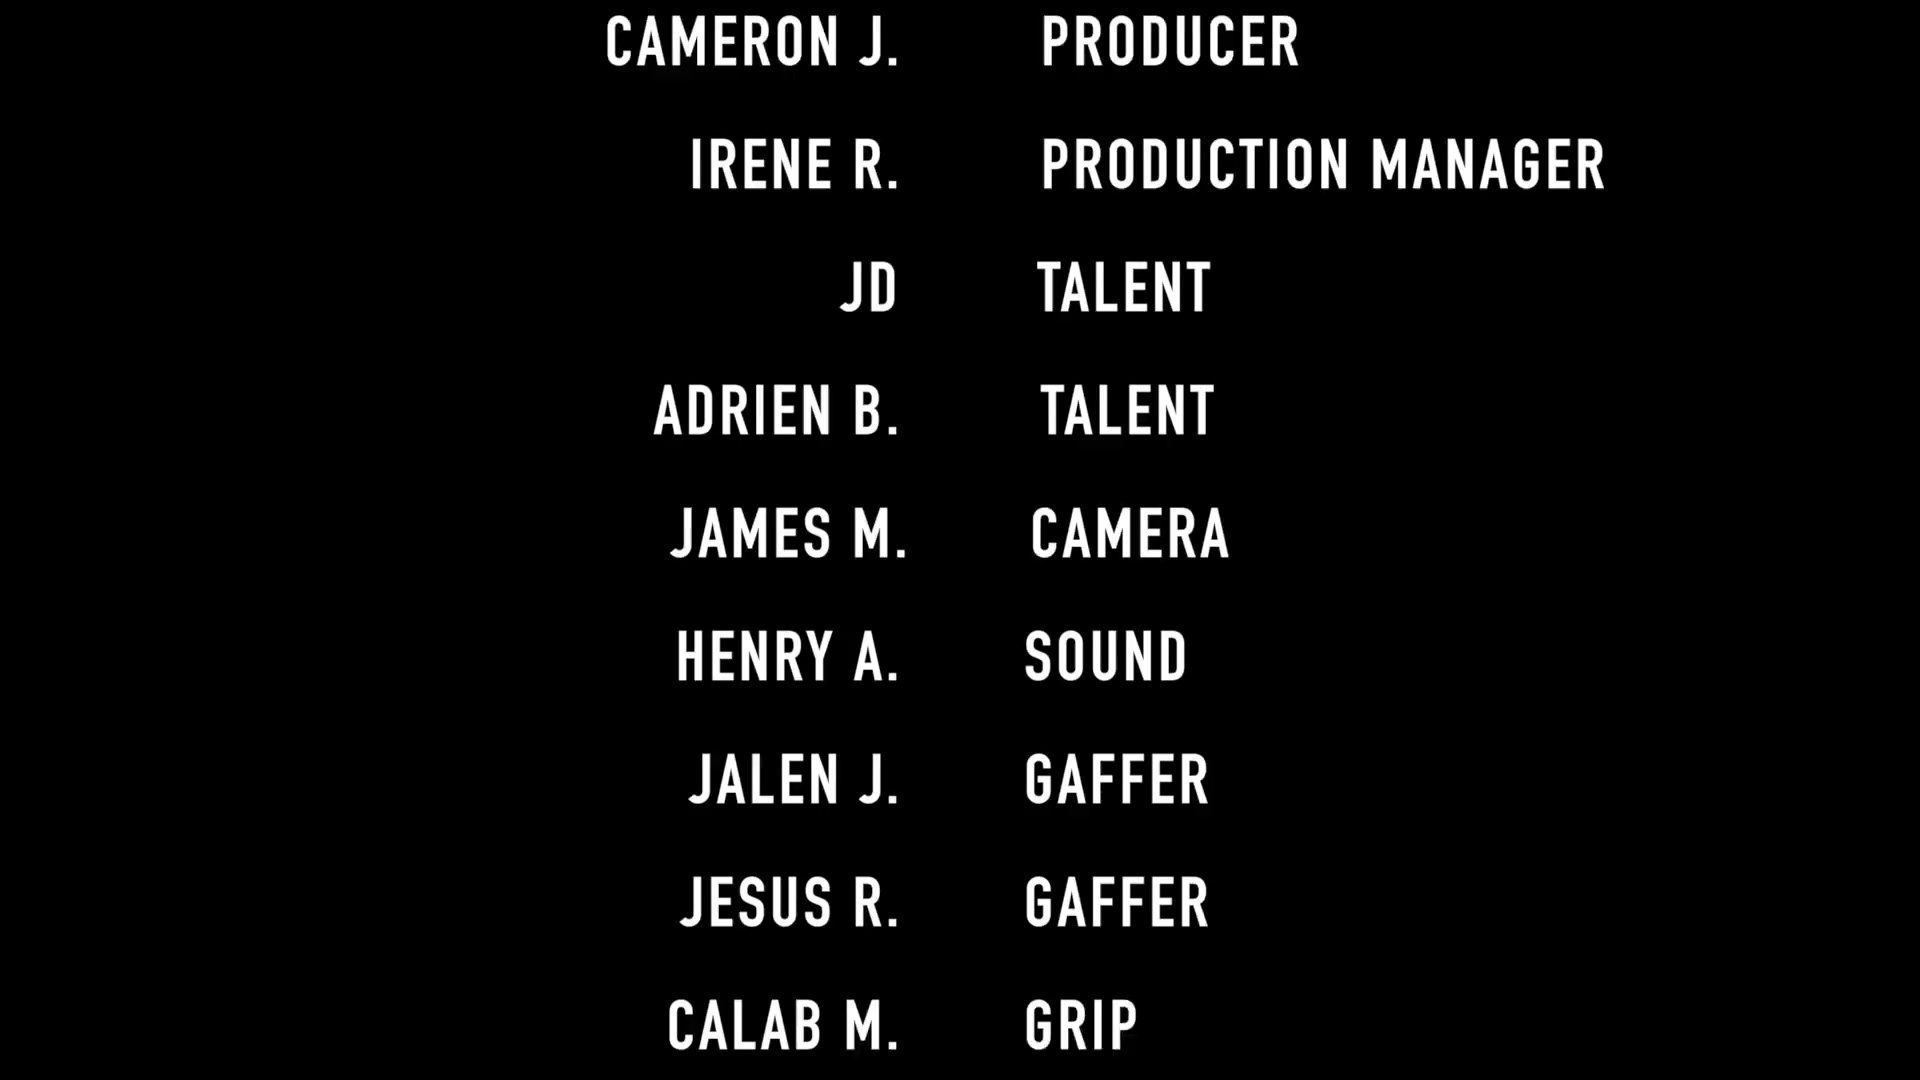 CAMERON J. PRODUCER
IRENE R. PRODUCTION MANAGER
JD TALENT
ADRIEN B. TALENT
JAMES M. CAMERA
HENRY A. SOUND
JALEN J. GAFFER
JESUS R. GAFFER
CALAB M. GRIP